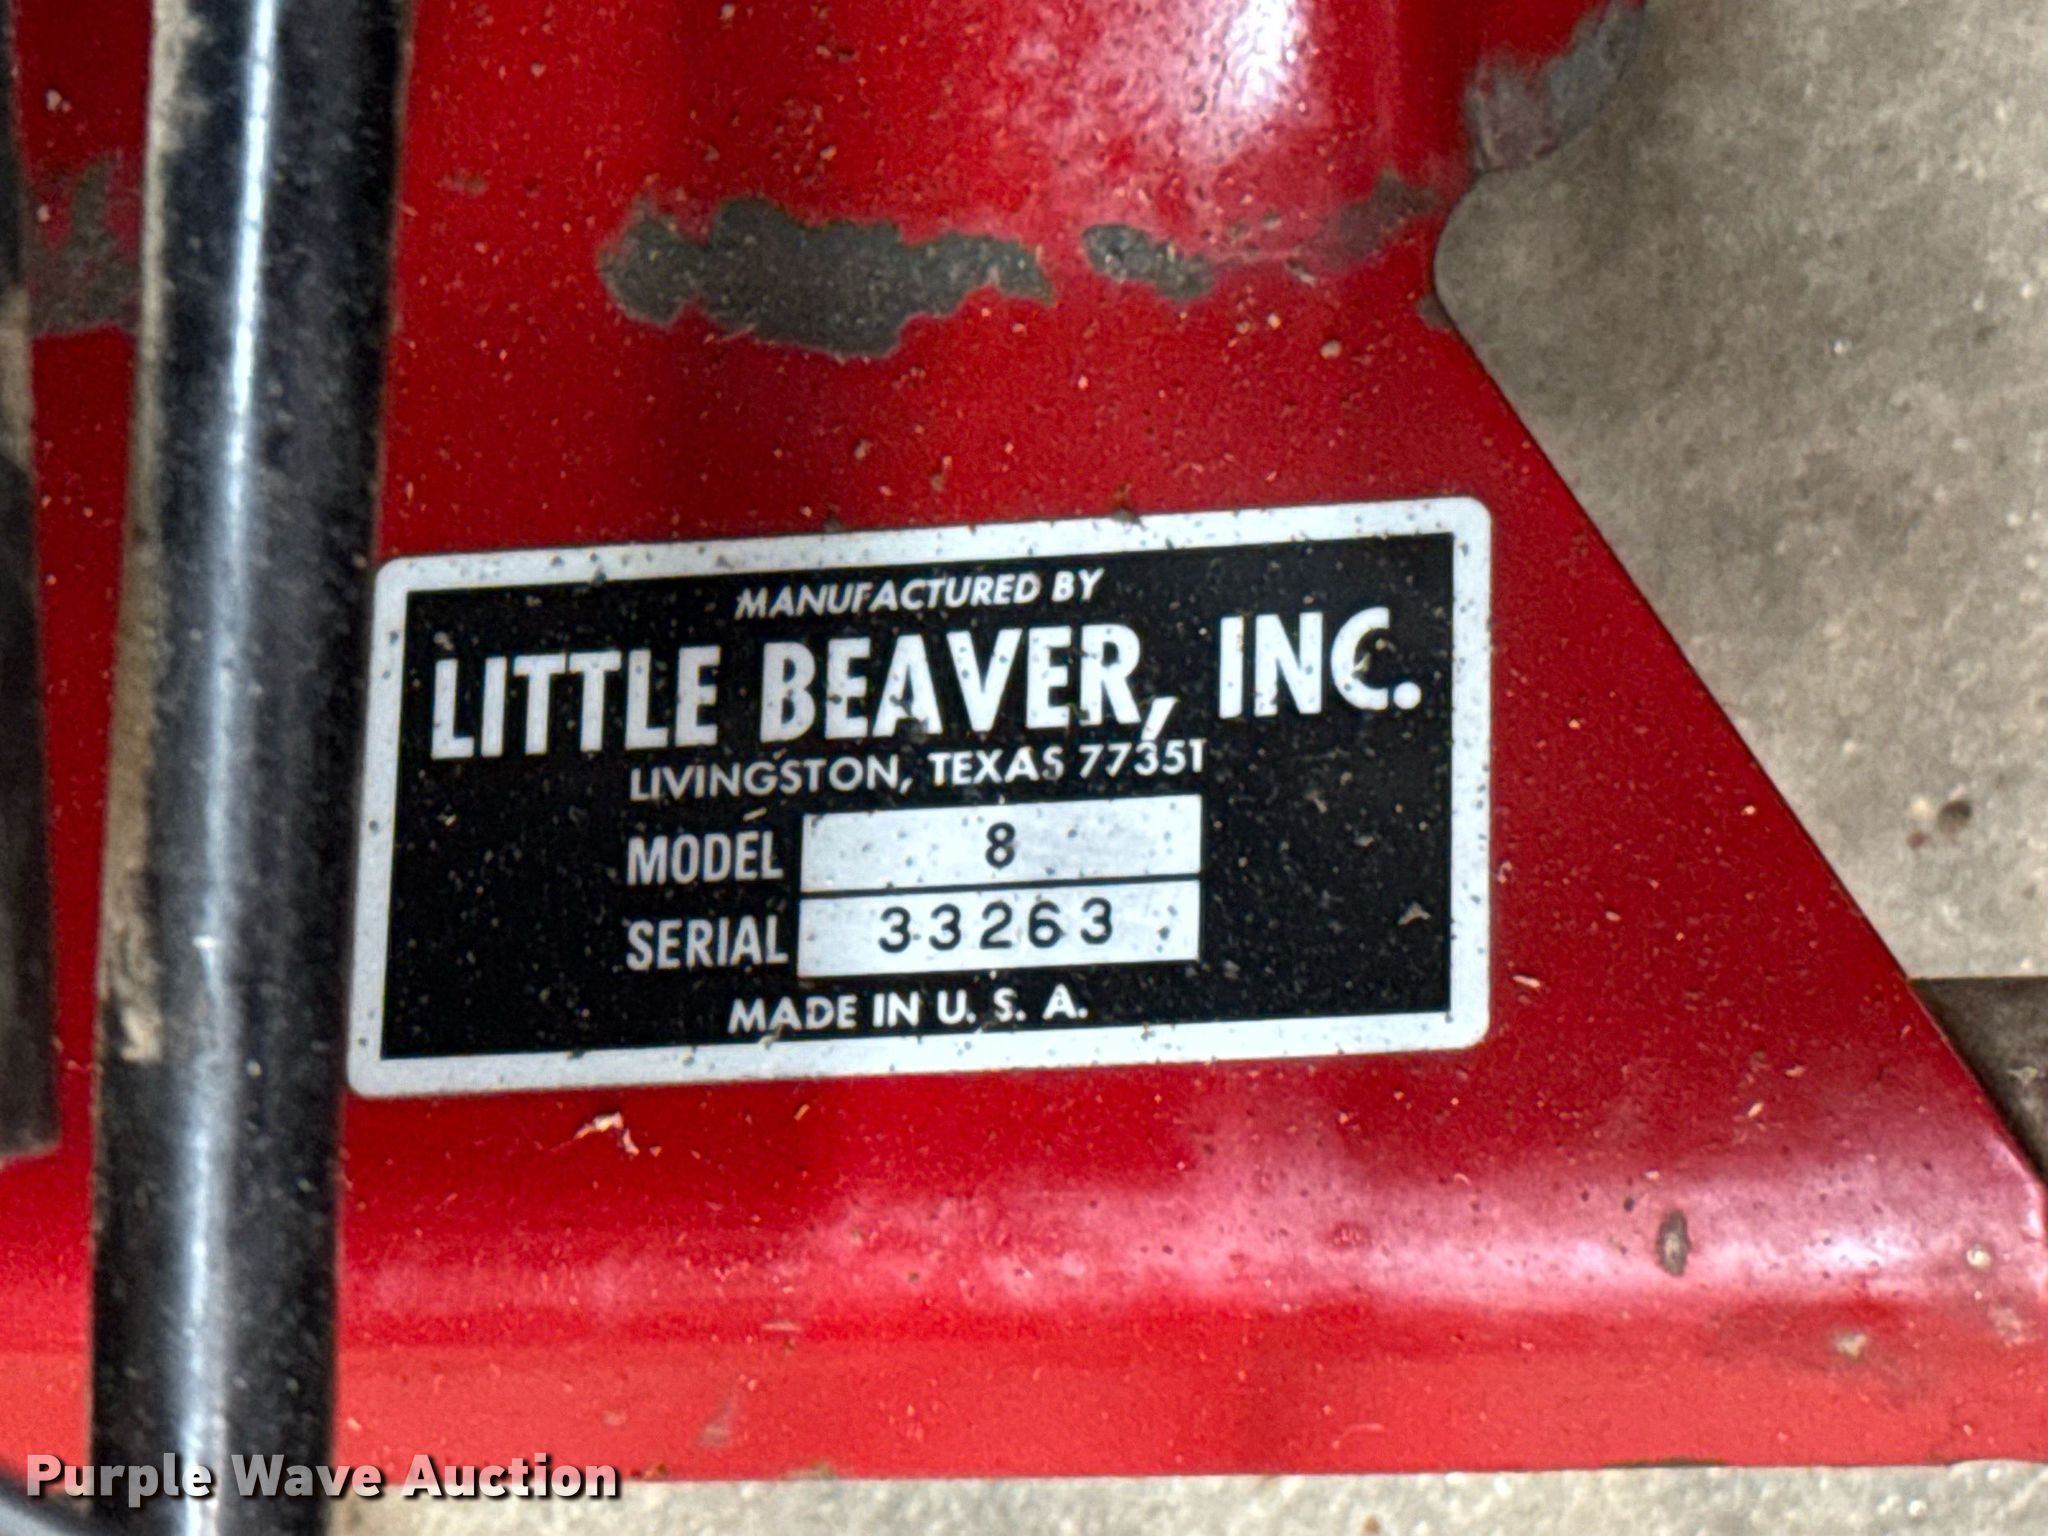 MANUFACTURED BY
LITTLE BEAVER, INC.
LIVINGSTON, TEXAS 77351
MODEL 8
SERIAL 33263
MADE IN U. S. A.
Purple Wave Auction